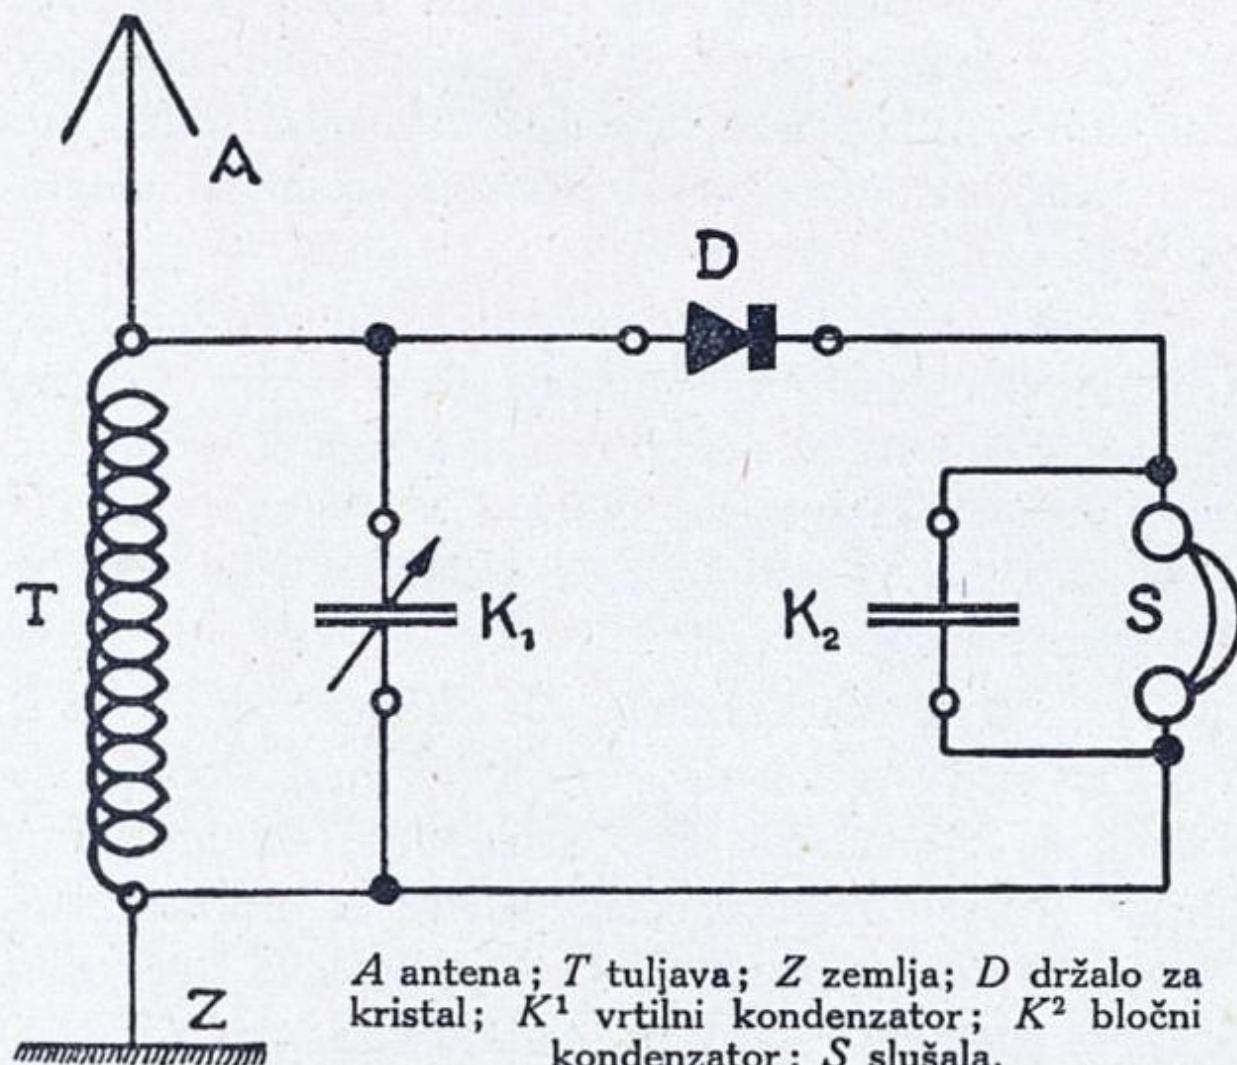 A
D
T
K₁
K₂
S
Z
A antena; T tuljava; Z zemlja; D držalo za
kristal; K¹ vrtilni kondenzator; K² bločni
kondenzator; S slušala.